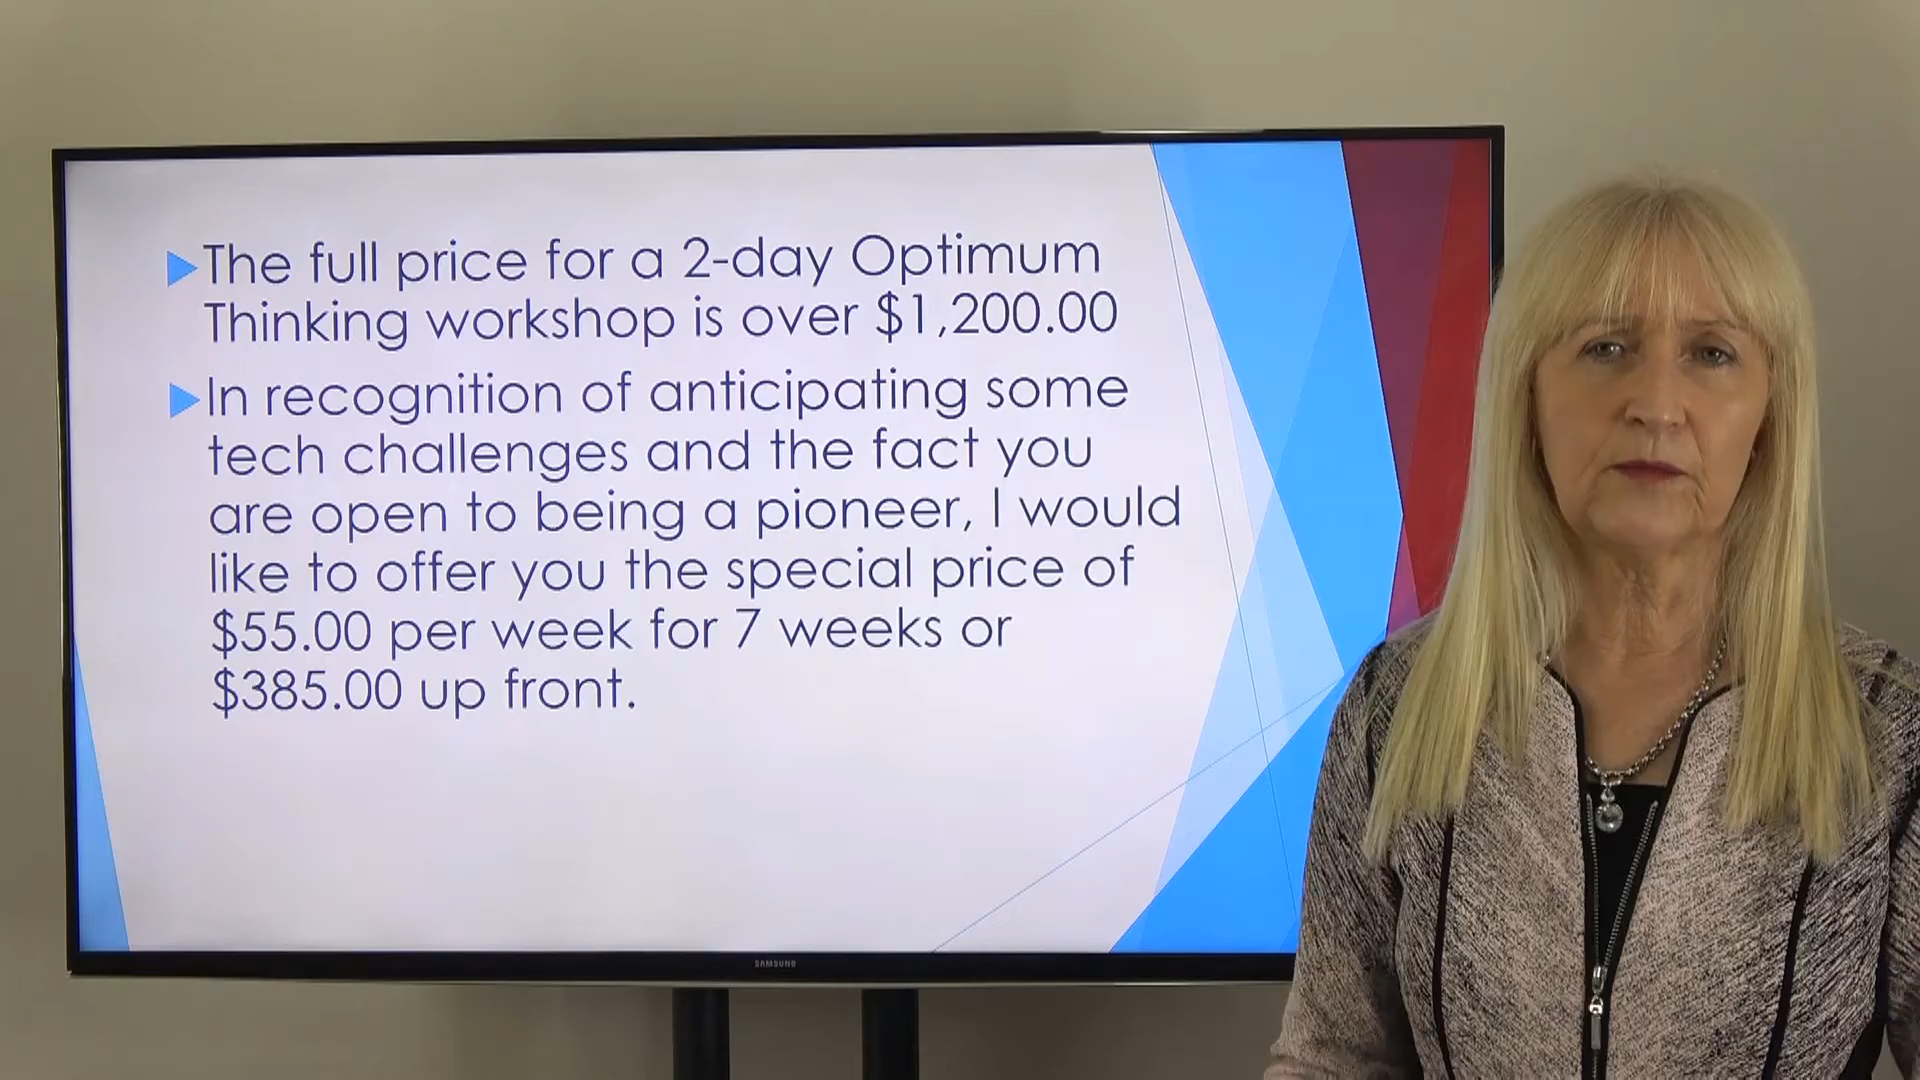 The full price for a 2-day Optimum
Thinking workshop is over $1,200.00
In recognition of anticipating some
tech challenges and the fact you
are open to being a pioneer, I would
like to offer you the special price of
$55.00 per week for 7 weeks or
$385.00 up front.
SAMSUNG